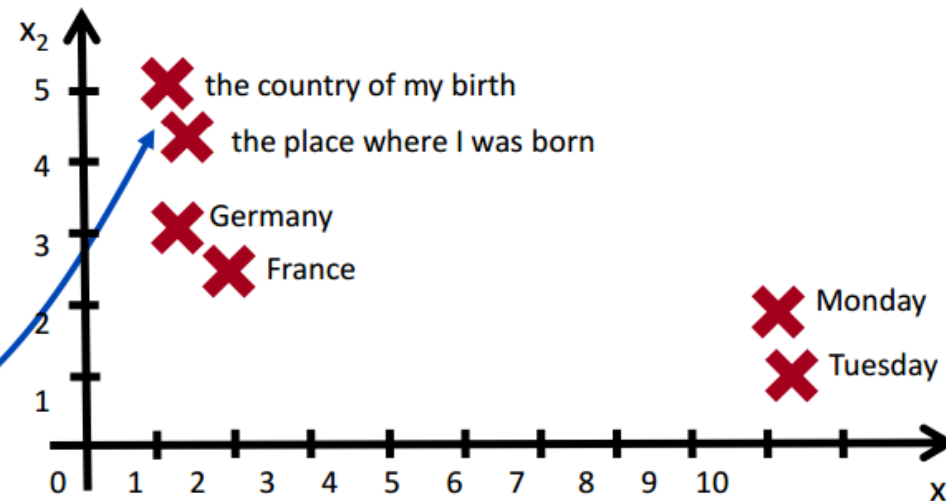 x₂
5
the country of my birth
the place where I was born
4
Germany
3
France
Monday
2
Tuesday
1
0 1 2 3 4 5 6 7 8 9 10
x